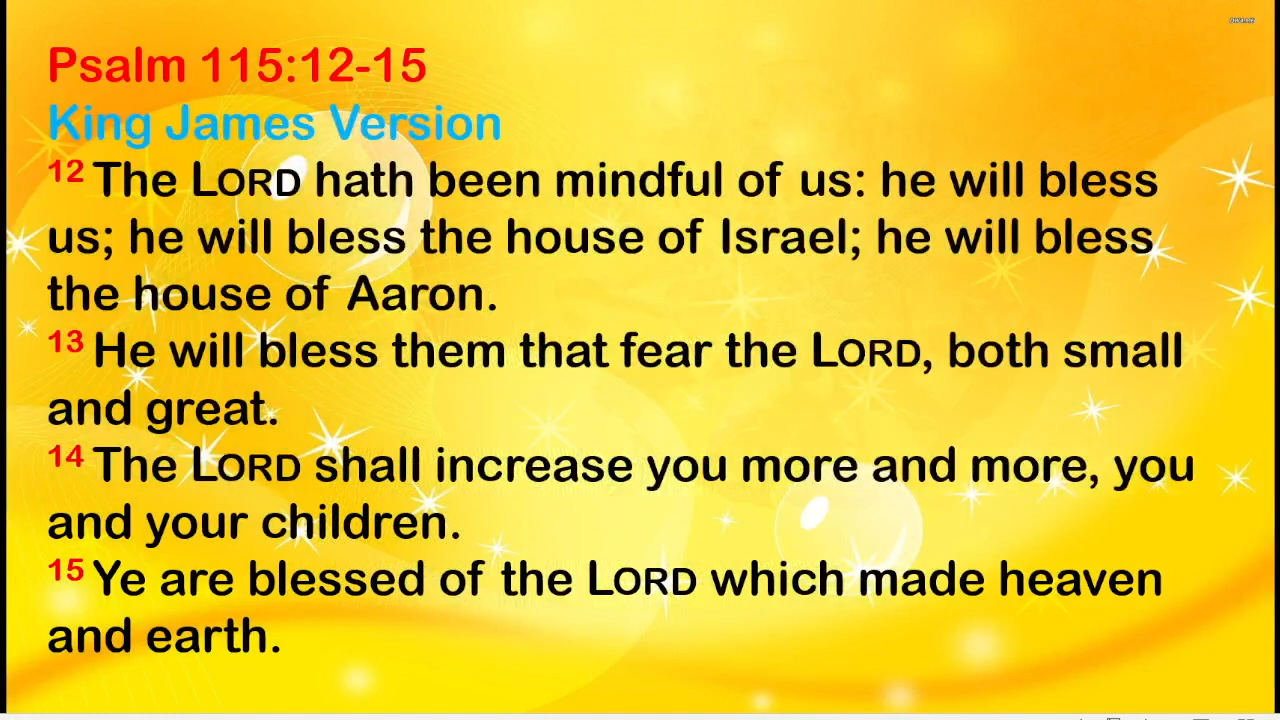 Psalm 115:12-15
King James Version
12 The LORD hath been mindful of us: he will bless
us; he will bless the house of Israel; he will bless
the house of Aaron.
13 He will bless them that fear the LORD, both small
and great.
14 The LORD shall increase you more and more, you
and your children.
15 Ye are blessed of the LORD which made heaven
and earth.